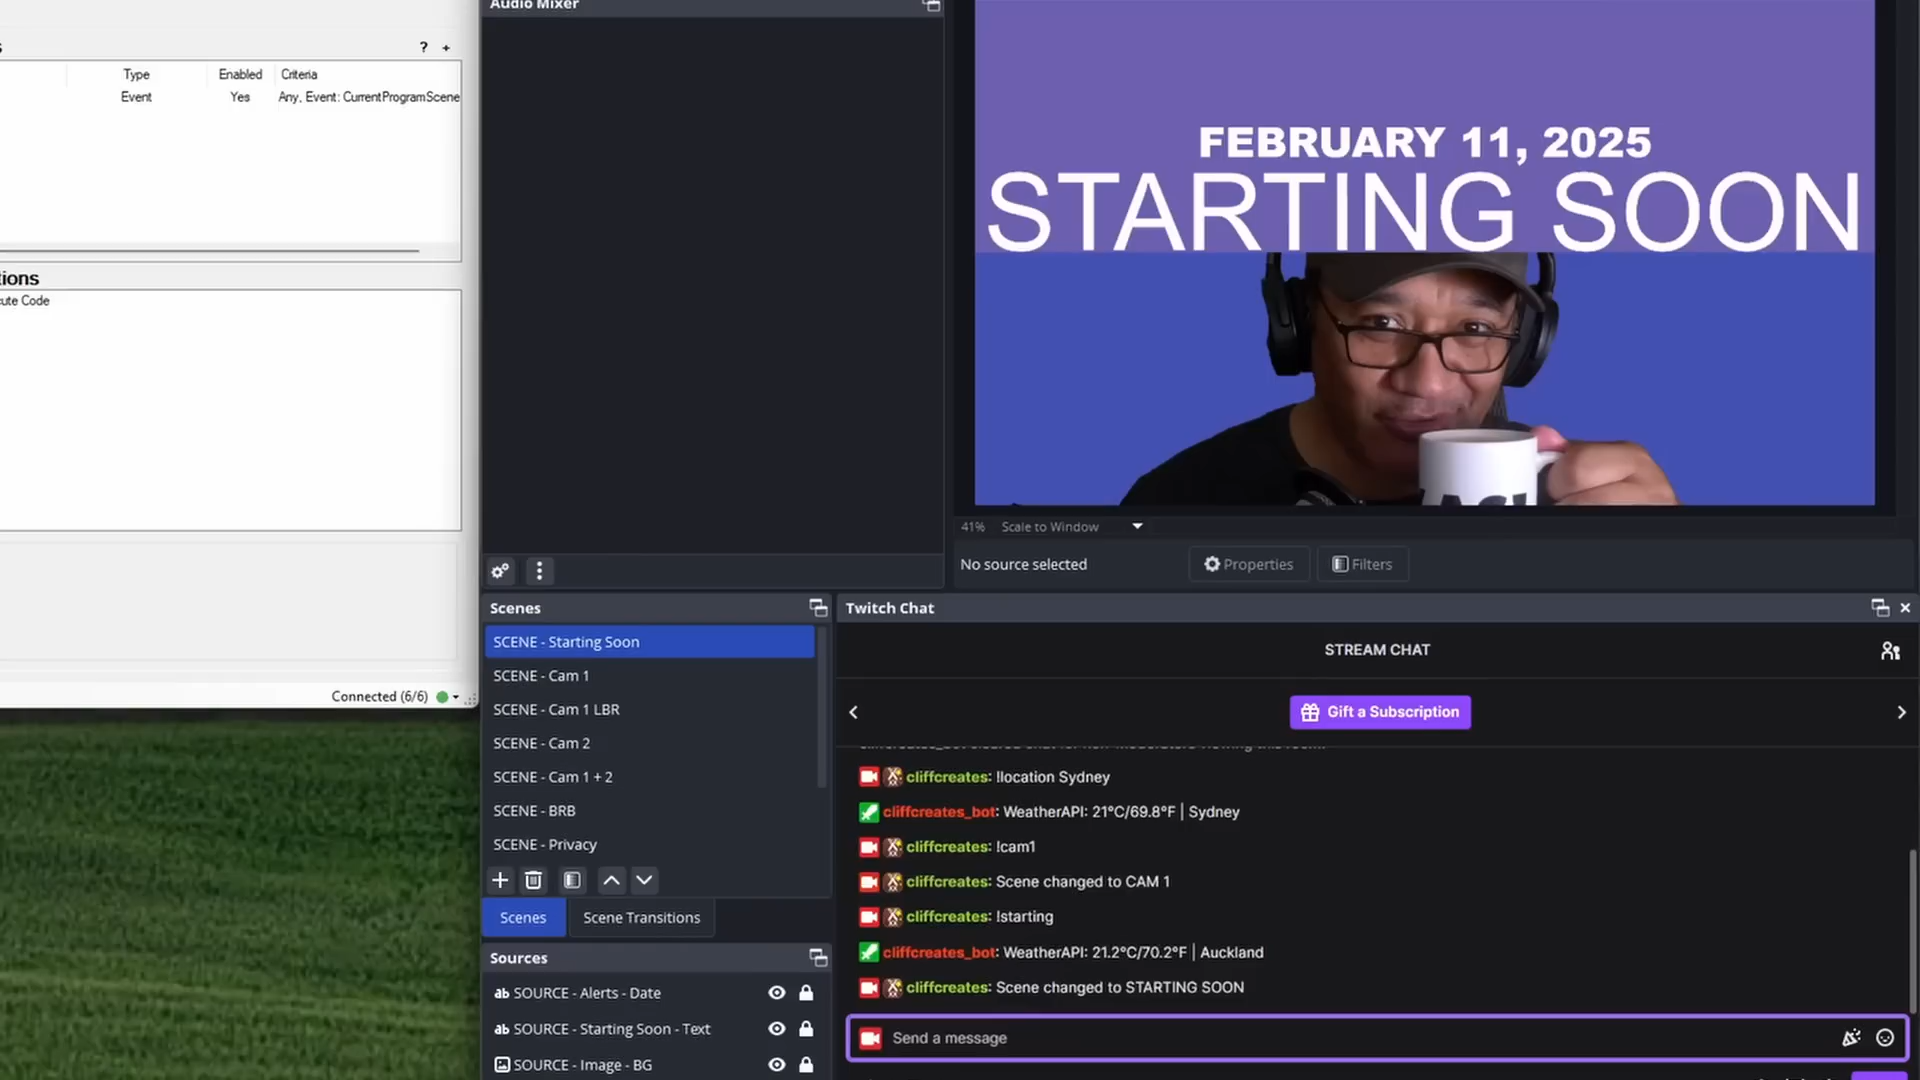 ? +
Type Enabled Criteria
Event Yes Any, Event: CurrentProgramScene
tions
ute Code
Connected (6/6)
Audio Mixer
FEBRUARY 11, 2025
STARTING SOON
41% Scale to Window
No source selected Properties Filters
Scenes
SCENE - Starting Soon
SCENE - Cam 1
SCENE - Cam 1 LBR
SCENE - Cam 2
SCENE - Cam 1 + 2
SCENE - BRB
SCENE - Privacy
Scenes Scene Transitions
Sources
ab SOURCE - Alerts - Date
ab SOURCE - Starting Soon - Text
SOURCE - Image - BG
Twitch Chat
STREAM CHAT
Gift a Subscription
cliffcreates: !location Sydney
cliffcreates_bot: WeatherAPI: 21°C/69.8°F | Sydney
cliffcreates: !cam1
cliffcreates: Scene changed to CAM 1
cliffcreates: !starting
cliffcreates_bot: WeatherAPI: 21.2°C/70.2°F | Auckland
cliffcreates: Scene changed to STARTING SOON
Send a message